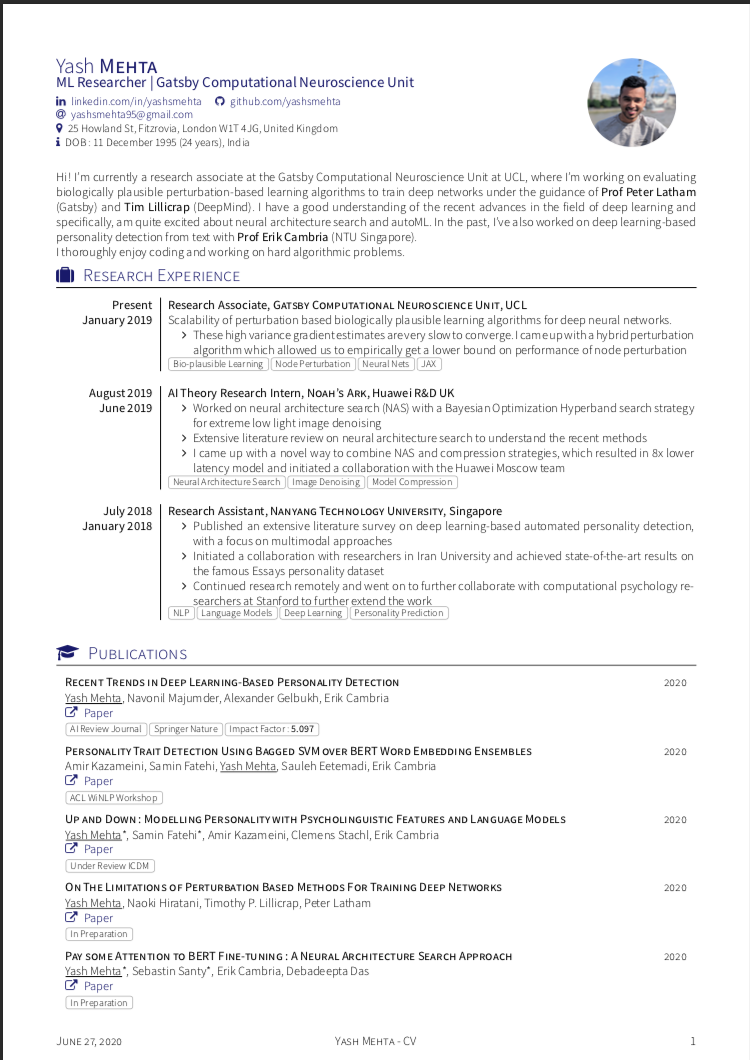 Yash MEHTA
ML Researcher | Gatsby Computational Neuroscience Unit
linkedin.com/in/yashsmehta github.com/yashsmehta
yashsmehta95@gmail.com
25 Howland St, Fitzrovia, London W1T 4JG, United Kingdom
DOB : 11 December 1995 (24 years), India
Hi! I'm currently a research associate at the Gatsby Computational Neuroscience Unit at UCL, where I'm working on evaluating
biologically plausible perturbation-based learning algorithms to train deep networks under the guidance of Prof Peter Latham
(Gatsby) and Tim Lillicrap (DeepMind). I have a good understanding of the recent advances in the field of deep learning and
specifically, am quite excited about neural architecture search and autoML. In the past, I've also worked on deep learning-based
personality detection from text with Prof Erik Cambria (NTU Singapore).
I thoroughly enjoy coding and working on hard algorithmic problems.
RESEARCH EXPERIENCE
Present Research Associate, GATSBY COMPUTATIONAL NEUROSCIENCE UNIT, UCL
January 2019 Scalability of perturbation based biologically plausible learning algorithms for deep neural networks.
These high variance gradient estimates are very slow to converge. I came up with a hybrid perturbation
algorithm which allowed us to empirically get a lower bound on performance of node perturbation
Bio-plausible Learning Node Perturbation Neural Nets JAX
August 2019 AI Theory Research Intern, NOAH'S ARK, Huawei R&D UK
June 2019 Worked on neural architecture search (NAS) with a Bayesian Optimization Hyperband search strategy
for extreme low light image denoising
Extensive literature review on neural architecture search to understand the recent methods
I came up with a novel way to combine NAS and compression strategies, which resulted in 8x lower
latency model and initiated a collaboration with the Huawei Moscow team
Neural Architecture Search Image Denoising Model Compression
July 2018 Research Assistant, NANYANG TECHNOLOGY UNIVERSITY, Singapore
January 2018 Published an extensive literature survey on deep learning-based automated personality detection,
with a focus on multimodal approaches
Initiated a collaboration with researchers in Iran University and achieved state-of-the-art results on
the famous Essays personality dataset
Continued research remotely and went on to further collaborate with computational psychology re-
searchers at Stanford to further extend the work
NLP Language Models Deep Learning Personality Prediction
PUBLICATIONS
RECENT TRENDS IN DEEP LEARNING-BASED PERSONALITY DETECTION 2020
Yash Mehta, Navonil Majumder, Alexander Gelbukh, Erik Cambria
Paper
AI Review Journal Springer Nature Impact Factor : 5.097
PERSONALITY TRAIT DETECTION USING BAGGED SVM OVER BERT WORD EMBEDDING ENSEMBLES 2020
Amir Kazameini, Samin Fatehi, Yash Mehta, Sauleh Eetemadi, Erik Cambria
Paper
ACL WiNLP Workshop
UP AND DOWN : MODELLING PERSONALITY WITH PSYCHOLINGUISTIC FEATURES AND LANGUAGE MODELS 2020
Yash Mehta*, Samin Fatehi*, Amir Kazameini, Clemens Stachl, Erik Cambria
Paper
Under Review ICDM
ON THE LIMITATIONS OF PERTURBATION BASED METHODS FOR TRAINING DEEP NETWORKS 2020
Yash Mehta, Naoki Hiratani, Timothy P. Lillicrap, Peter Latham
Paper
In Preparation
PAY SOME ATTENTION TO BERT FINE-TUNING : A NEURAL ARCHITECTURE SEARCH APPROACH 2020
Yash Mehta*, Sebastin Santy*, Erik Cambria, Debadeepta Das
Paper
In Preparation
JUNE 27, 2020 YASH MEHTA - CV 1